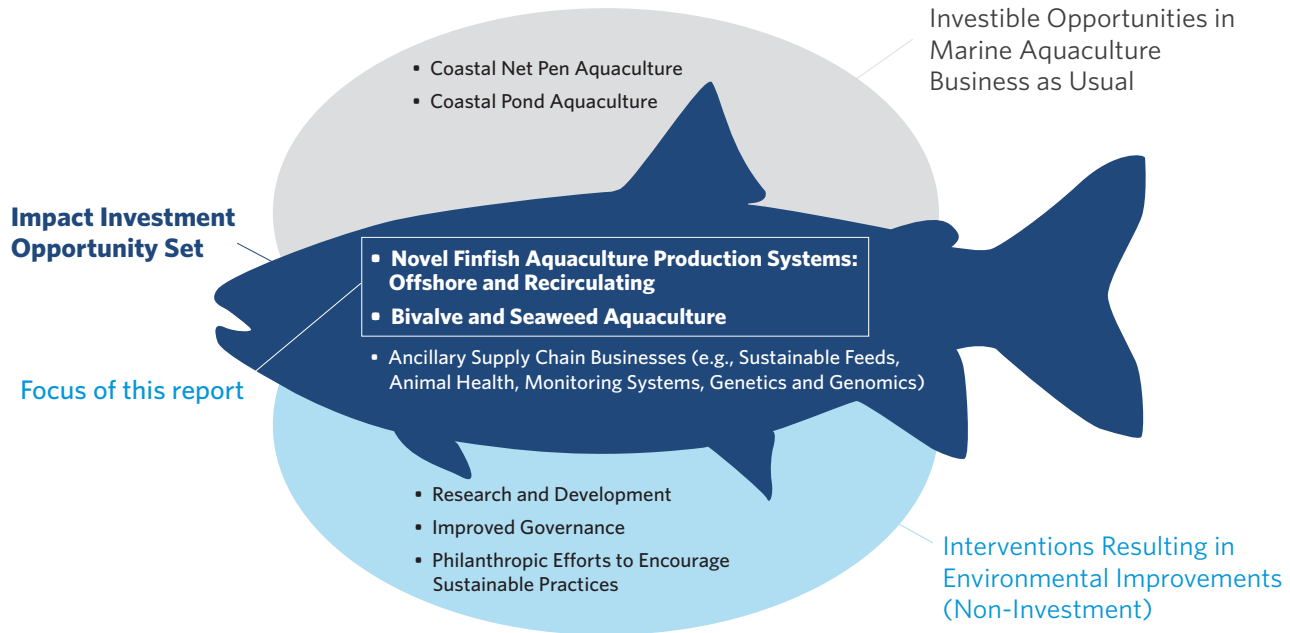 Investible Opportunities in
Marine Aquaculture
Business as Usual
▪ Coastal Net Pen Aquaculture
▪ Coastal Pond Aquaculture
Impact Investment
Opportunity Set
▪ Novel Finfish Aquaculture Production Systems:
Offshore and Recirculating
▪ Bivalve and Seaweed Aquaculture
▪ Ancillary Supply Chain Businesses (e.g., Sustainable Feeds,
Animal Health, Monitoring Systems, Genetics and Genomics)
Focus of this report
▪ Research and Development
▪ Improved Governance
▪ Philanthropic Efforts to Encourage
Sustainable Practices
Interventions Resulting in
Environmental Improvements
(Non-Investment)